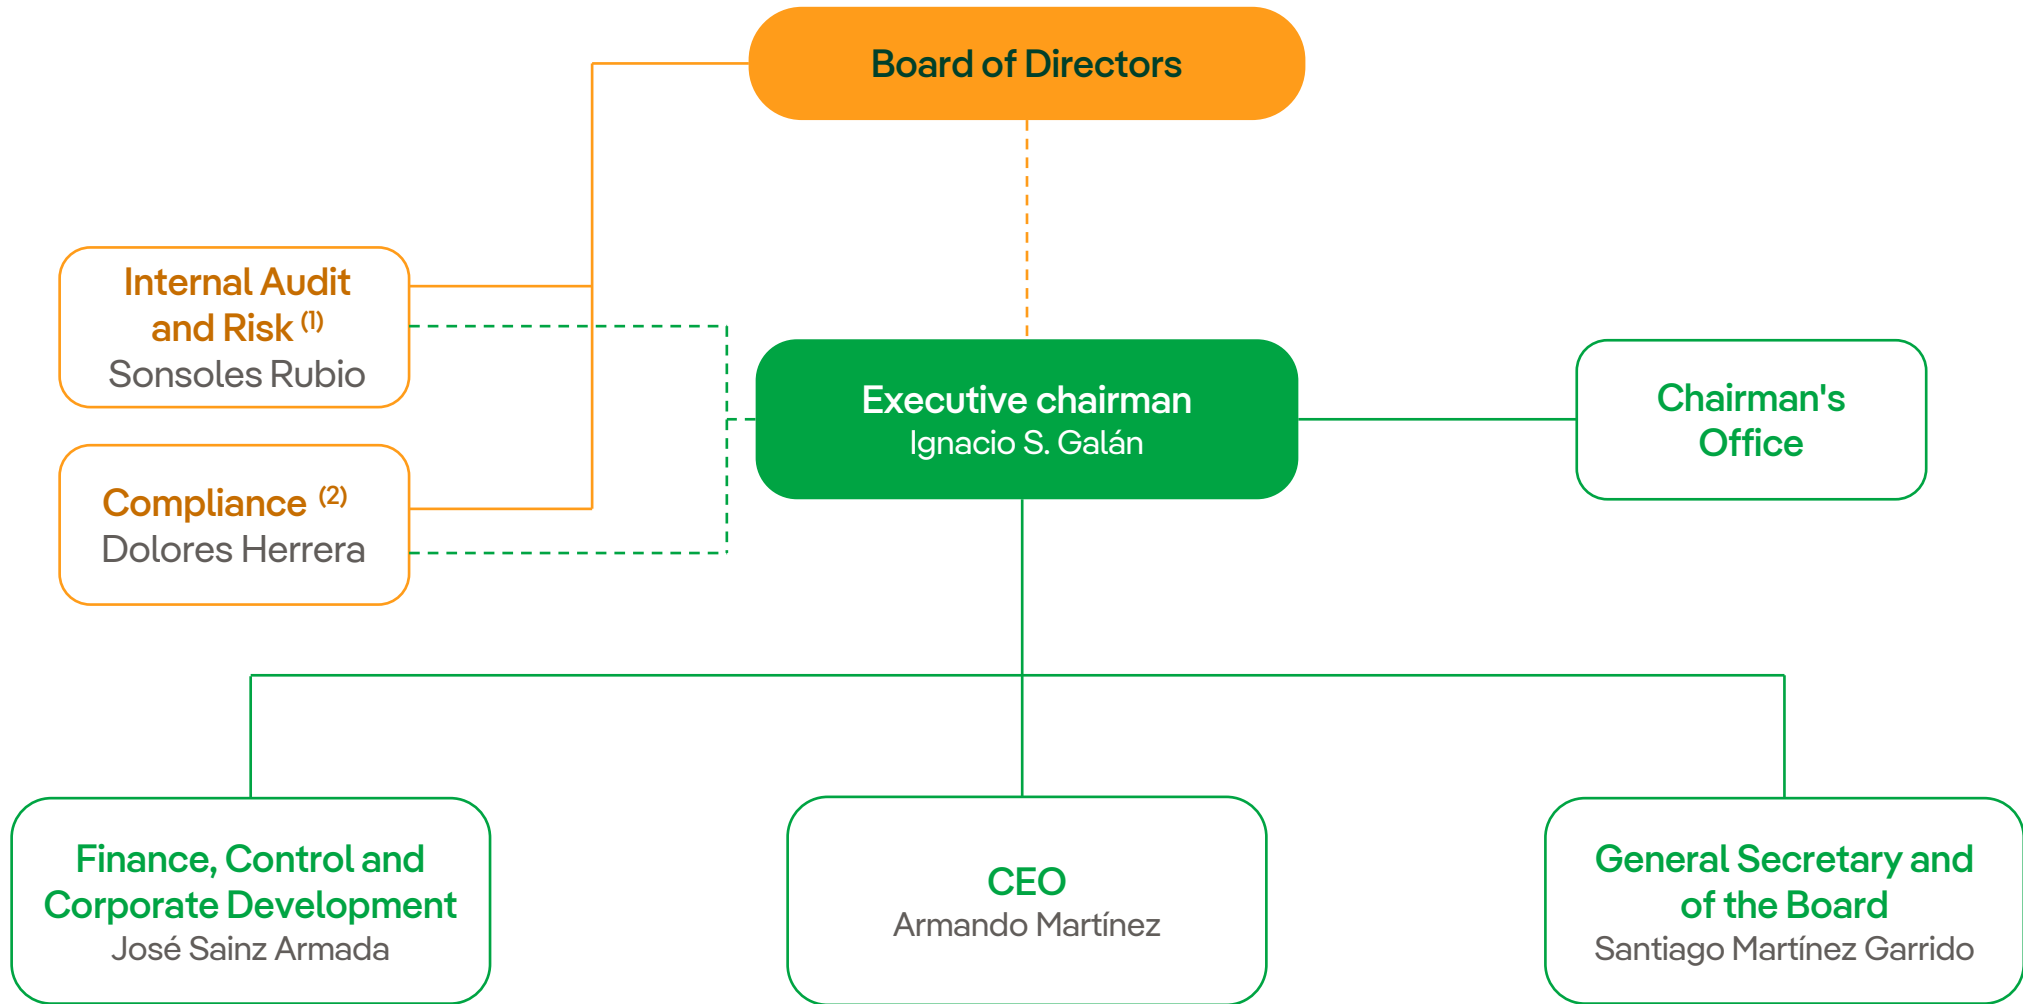 Board of Directors
Internal Audit
and Risk (1)
Sonsoles Rubio
Executive chairman
Ignacio S. Galán
Chairman's
Office
Compliance (2)
Dolores Herrera
Finance, Control and
Corporate Development
José Sainz Armada
CEO
Armando Martínez
General Secretary and
of the Board
Santiago Martínez Garrido